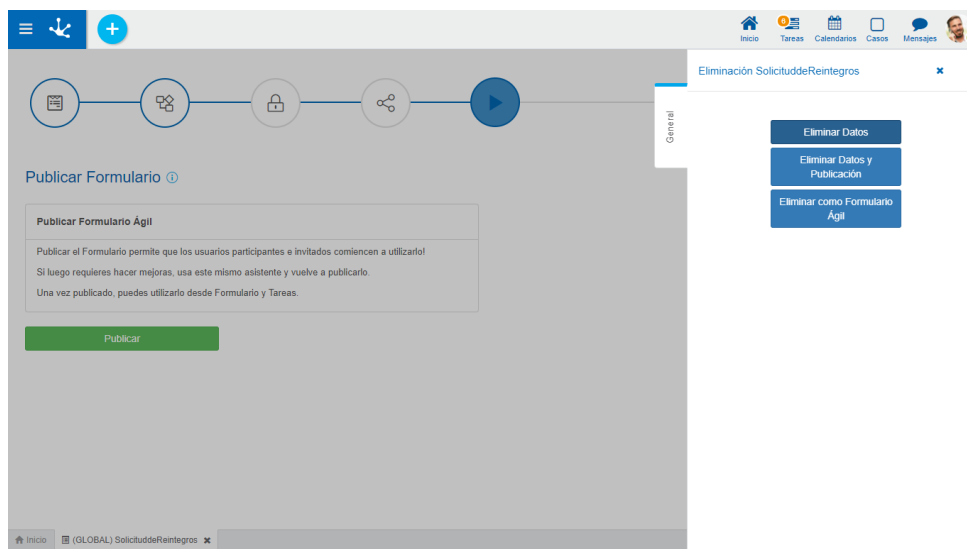 Inicio
0
Tareas
Calendarios
Casos
Mensajes
Eliminación SolicituddeReintegros
General
Eliminar Datos
Eliminar Datos y
Publicación
Eliminar como Formulario
Ágil
Publicar Formulario
Publicar Formulario Ágil
Publicar el Formulario permite que los usuarios participantes e invitados comiencen a utilizarlo!
Si luego requieres hacer mejoras, usa este mismo asistente y vuelve a publicarlo.
Una vez publicado, puedes utilizarlo desde Formulario y Tareas.
Publicar
Inicio
(GLOBAL) SolicituddeReintegros